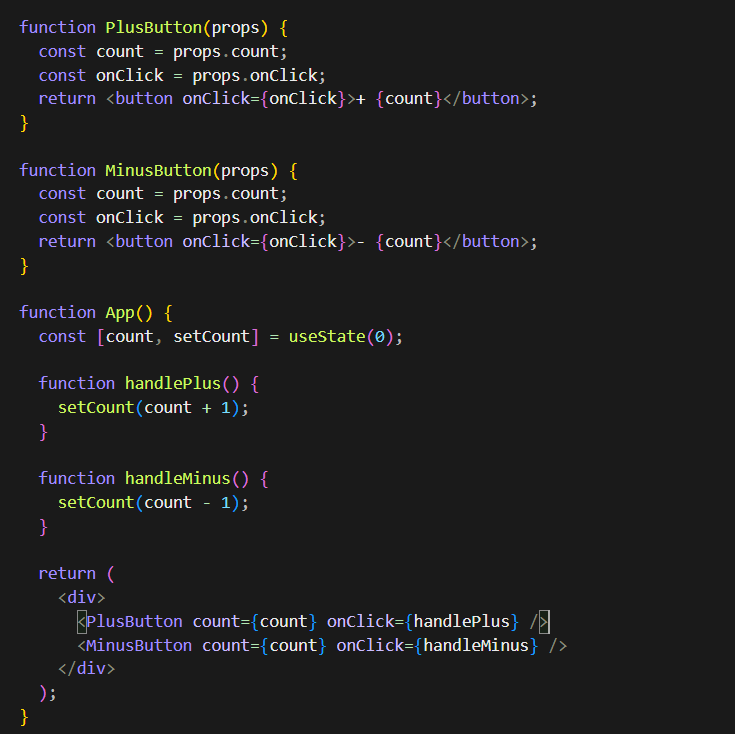 function PlusButton(props) {
  const count = props.count;
  const onClick = props.onClick;
  return <button onClick={onClick}>+ {count}</button>;
}

function MinusButton(props) {
  const count = props.count;
  const onClick = props.onClick;
  return <button onClick={onClick}>- {count}</button>;
}

function App() {
  const [count, setCount] = useState(0);

  function handlePlus() {
    setCount(count + 1);
  }

  function handleMinus() {
    setCount(count - 1);
  }

  return (
    <div>
      <PlusButton count={count} onClick={handlePlus} />
      <MinusButton count={count} onClick={handleMinus} />
    </div>
  );
}